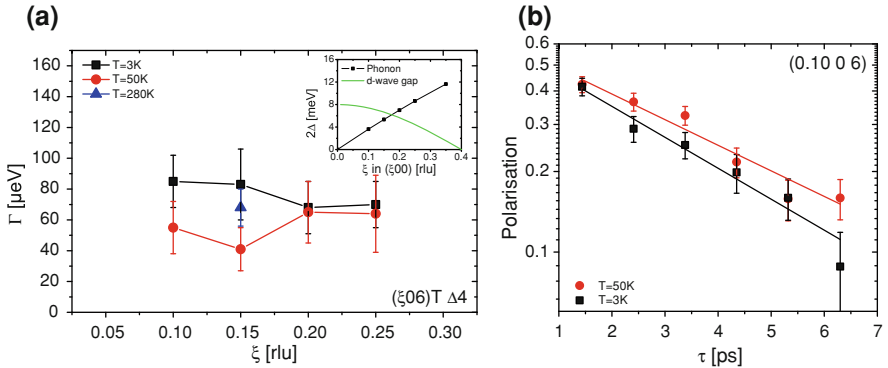 (a)
160
140
120
100
80
60
40
20
0
0.05 0.10 0.15 0.20 0.25 0.30
Γ [µeV]
ξ [rlu]
T=3K
T=50K
T=280K
(ξ06)T Δ4
16
12
8
4
0
0.0 0.1 0.2 0.3 0.4
2Δ [meV]
ξ in (ξ00) [rlu]
Phonon
d-wave gap
(b)
0.6
0.5
0.4
0.3
0.2
0.1
1 2 3 4 5 6 7
Polarisation
τ [ps]
(0.10 0 6)
T=50K
T=3K